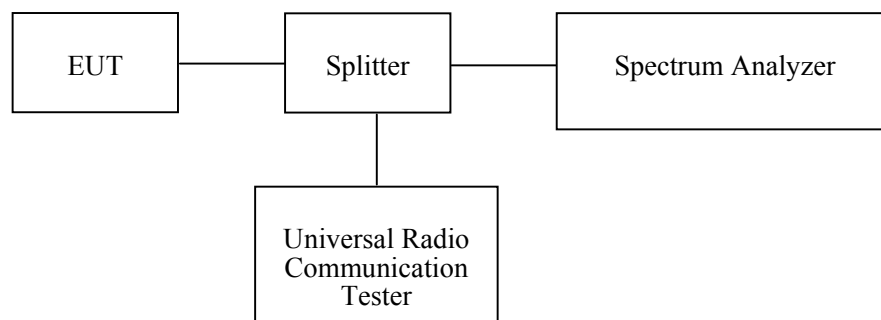 EUT
Splitter
Spectrum Analyzer
Universal Radio
Communication
Tester